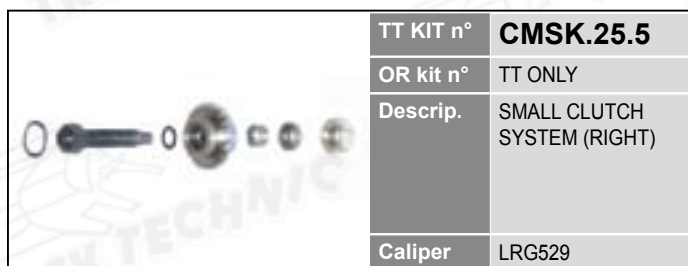 TT KIT n° CMSK.25.5
OR kit n° TT ONLY
Descrip. SMALL CLUTCH
SYSTEM (RIGHT)
Caliper LRG529
TECHNIC